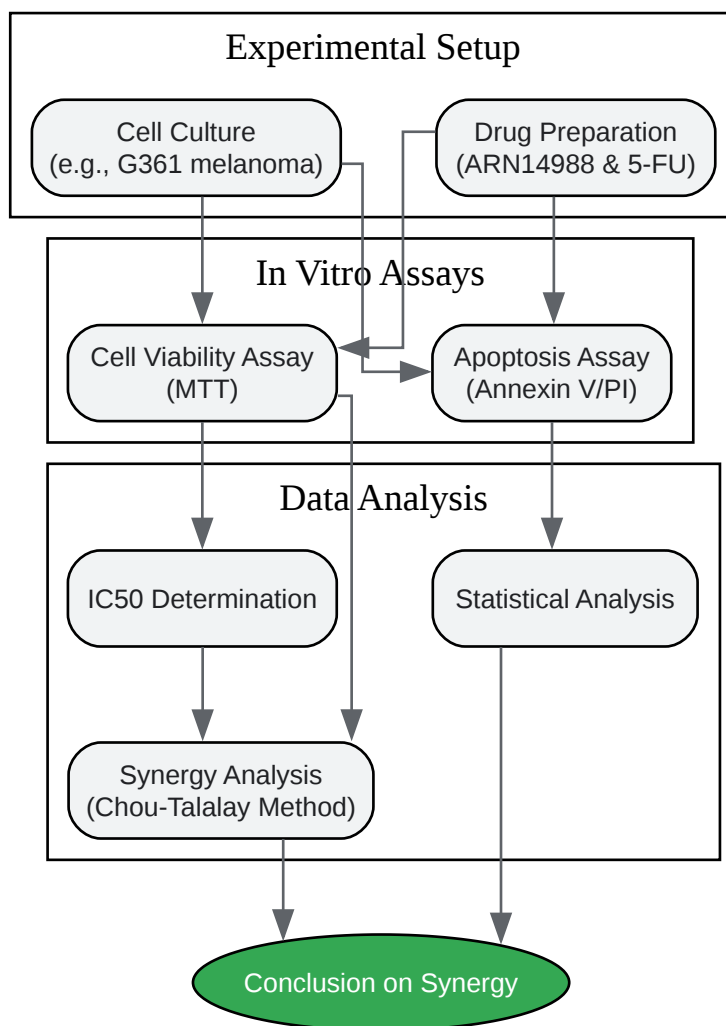 Experimental Setup
Cell Culture
(e.g., G361 melanoma)
Drug Preparation
(ARN14988 & 5-FU)
In Vitro Assays
Cell Viability Assay
(MTT)
Apoptosis Assay
(Annexin V/PI)
Data Analysis
IC50 Determination
Statistical Analysis
Synergy Analysis
(Chou-Talalay Method)
Conclusion on Synergy